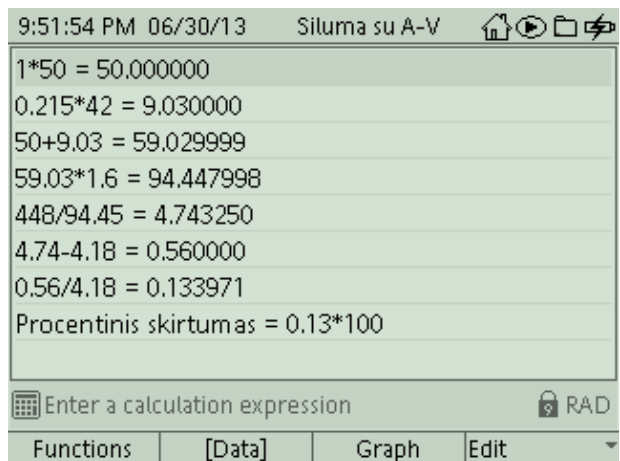 9:51:54 PM 06/30/13 Siluma su A-V
1*50 = 50.000000
0.215*42 = 9.030000
50+9.03 = 59.029999
59.03*1.6 = 94.447998
448/94.45 = 4.743250
4.74-4.18 = 0.560000
0.56/4.18 = 0.133971
Procentinis skirtumas = 0.13*100
Enter a calculation expression RAD
Functions [Data] Graph Edit